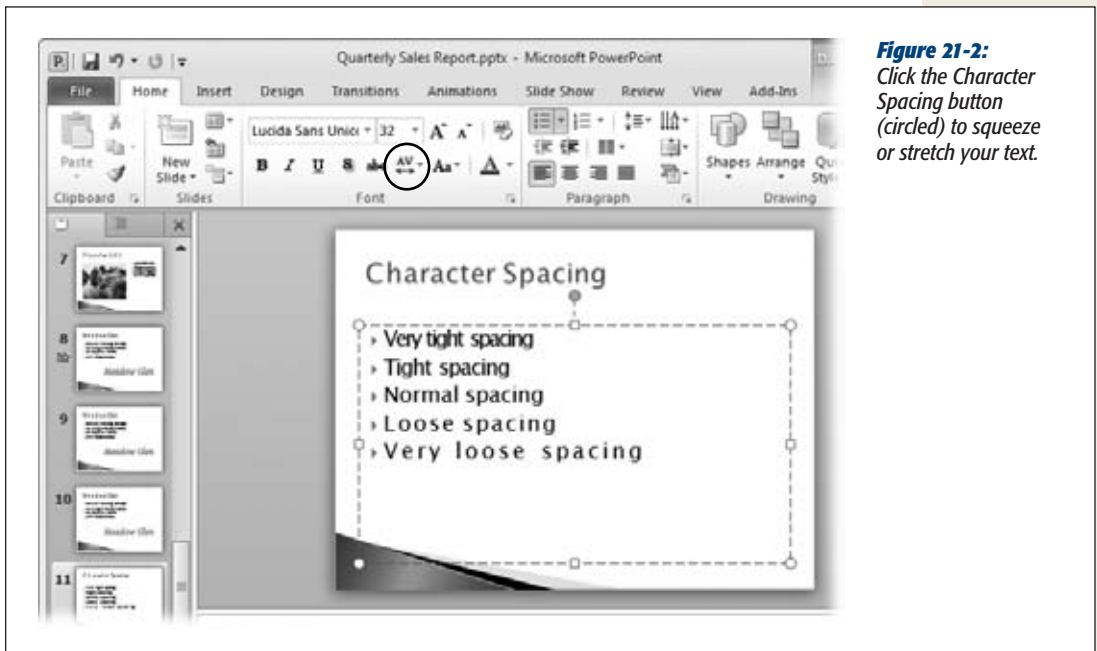 Quarterly Sales Report.pptx - Microsoft PowerPoint
File Home Insert Design Transitions Animations Slide Show Review View Add-Ins
Lucida Sans Unico 32 A A
Paste New Slide B I U S abc AV Aa A Shapes Arrange
Clipboard Slides Font Paragraph Drawing
7
8
9
10
11
Character Spacing
Very tight spacing
Tight spacing
Normal spacing
Loose spacing
Very loose spacing
Figure 21-2:
Click the Character
Spacing button
(circled) to squeeze
or stretch your text.